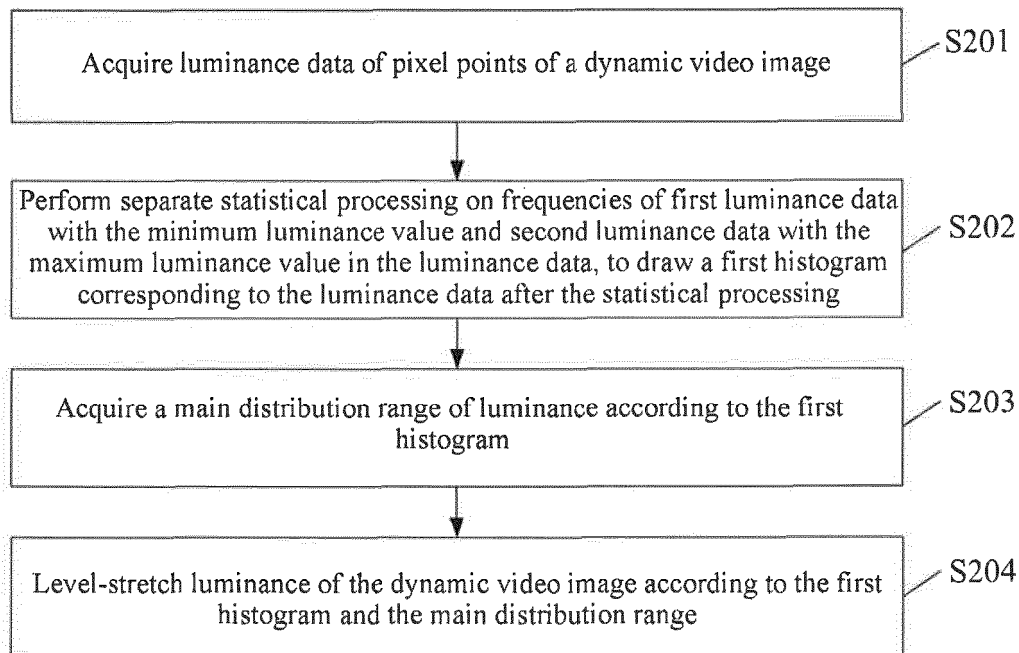 Acquire luminance data of pixel points of a dynamic video image
S201
Perform separate statistical processing on frequencies of first luminance data
with the minimum luminance value and second luminance data with the
maximum luminance value in the luminance data, to draw a first histogram
corresponding to the luminance data after the statistical processing
S202
Acquire a main distribution range of luminance according to the first
histogram
S203
Level-stretch luminance of the dynamic video image according to the first
histogram and the main distribution range
S204